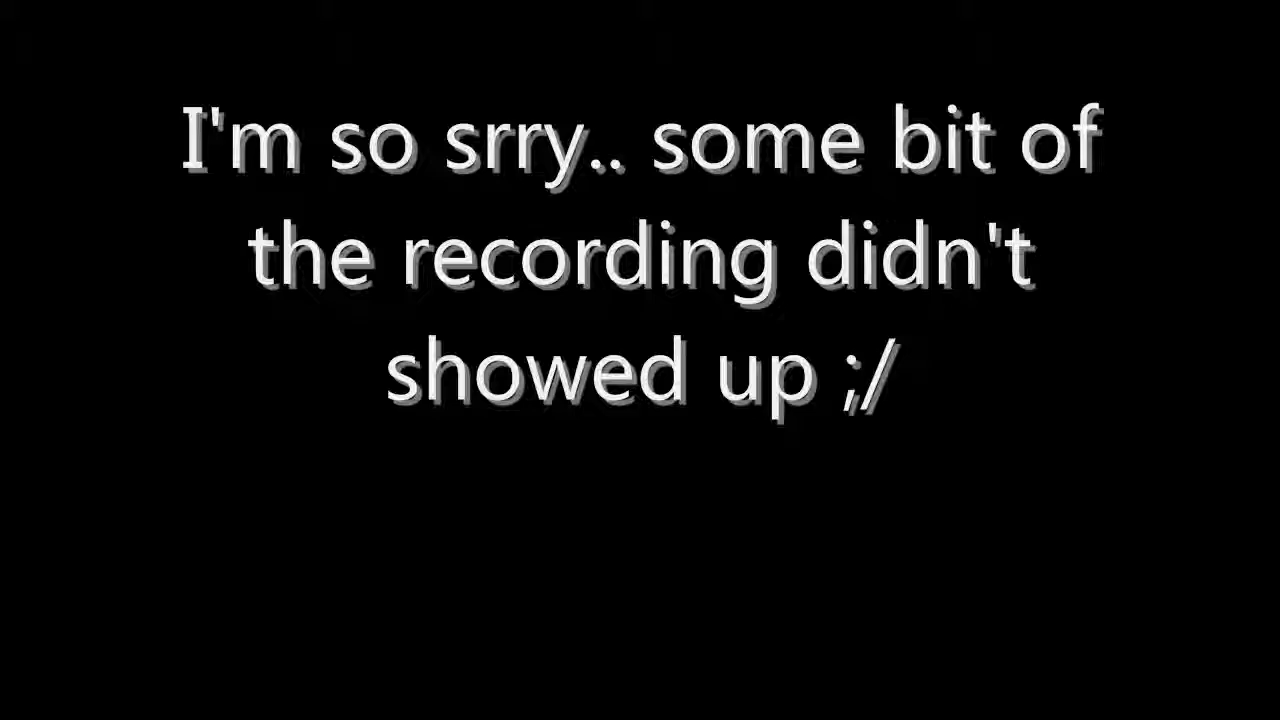 I'm so srry.. some bit of
the recording didn't
showed up ;/